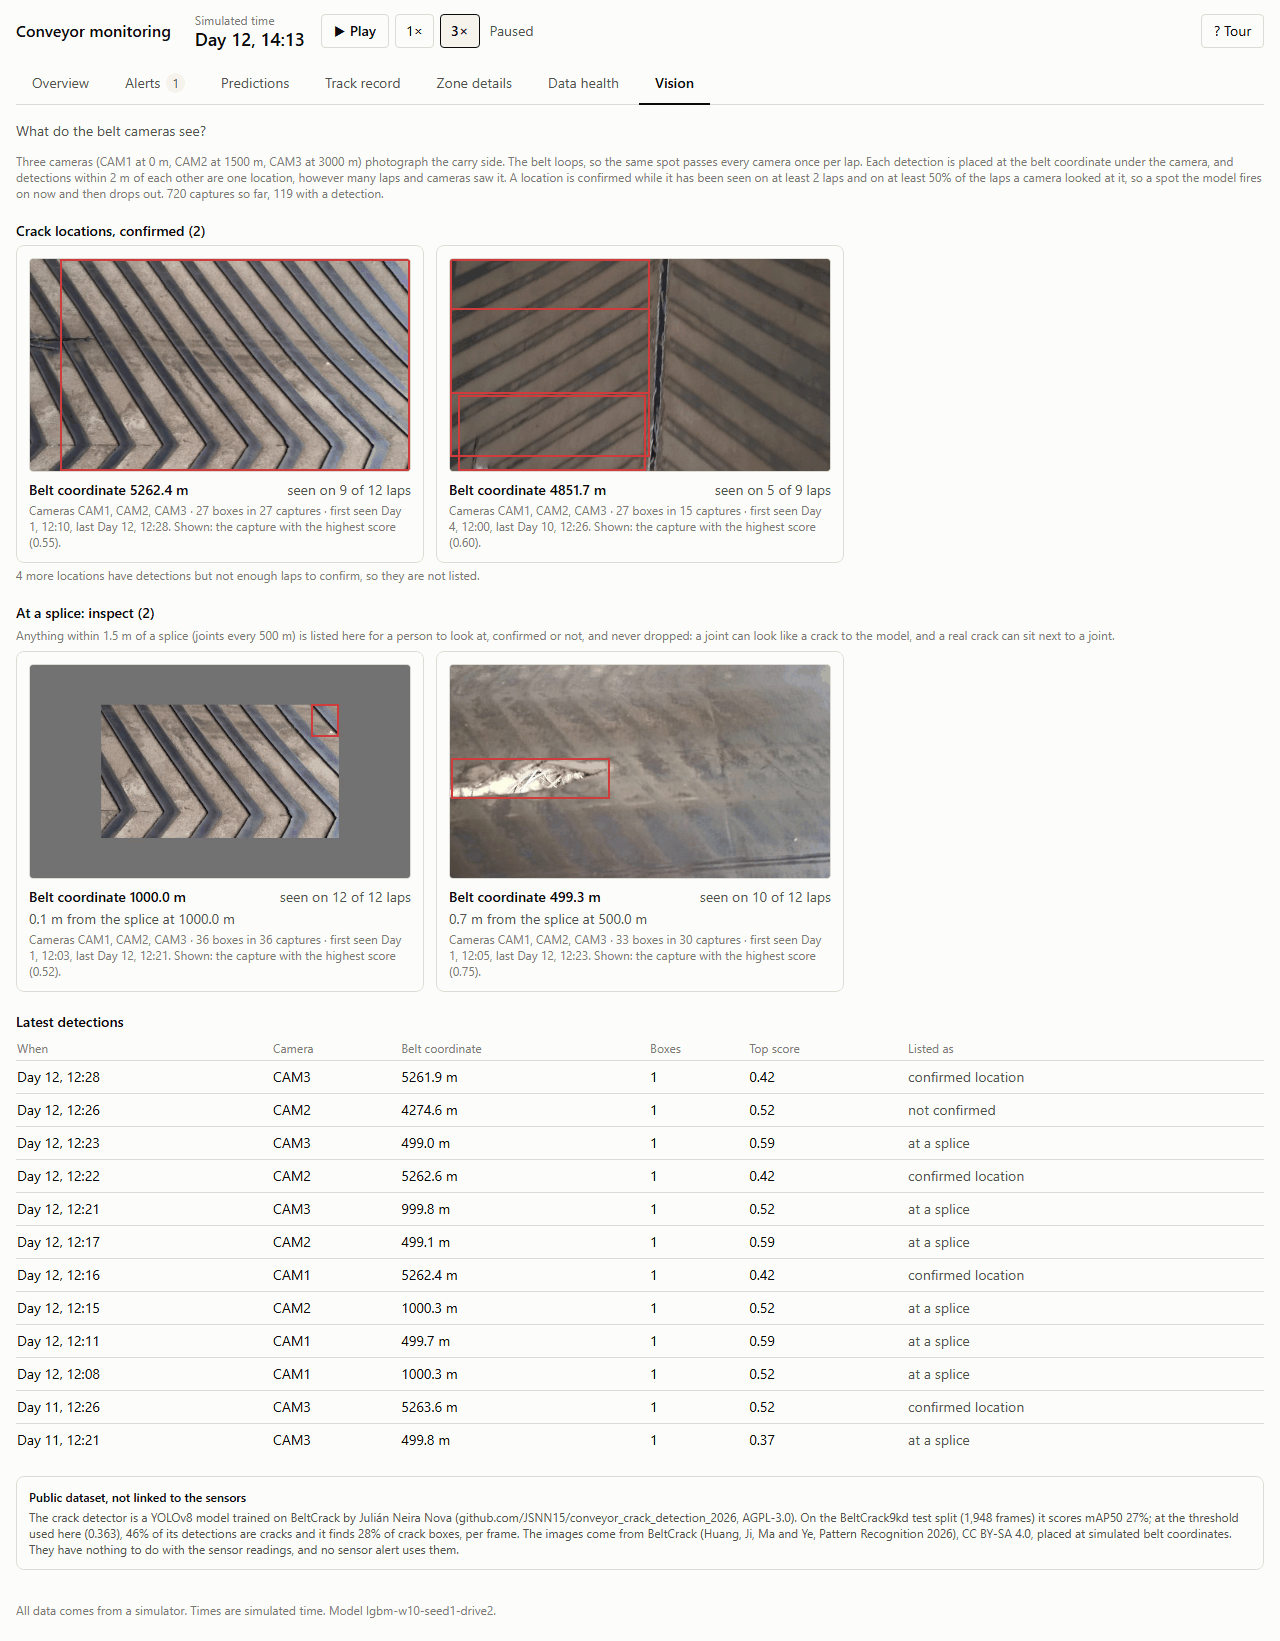 Conveyor monitoring
Simulated time
Day 12, 14:13
▶ Play
1×
3×
Paused
? Tour
Overview
Alerts 1
Predictions
Track record
Zone details
Data health
Vision
What do the belt cameras see?
Three cameras (CAM1 at 0 m, CAM2 at 1500 m, CAM3 at 3000 m) photograph the carry side. The belt loops, so the same spot passes every camera once per lap. Each detection is placed at the belt coordinate under the camera, and
detections within 2 m of each other are one location, however many laps and cameras saw it. A location is confirmed while it has been seen on at least 2 laps and on at least 50% of the laps a camera looked at it, so a spot the model fires
on now and then drops out. 720 captures so far, 119 with a detection.
Crack locations, confirmed (2)
Belt coordinate 5262.4 m seen on 9 of 12 laps
Cameras CAM1, CAM2, CAM3 · 27 boxes in 27 captures · first seen Day
1, 12:10, last Day 12, 12:28. Shown: the capture with the highest score
(0.55).
Belt coordinate 4851.7 m seen on 5 of 9 laps
Cameras CAM1, CAM2, CAM3 · 27 boxes in 15 captures · first seen Day
4, 12:00, last Day 10, 12:26. Shown: the capture with the highest score
(0.60).
4 more locations have detections but not enough laps to confirm, so they are not listed.
At a splice: inspect (2)
Anything within 1.5 m of a splice (joints every 500 m) is listed here for a person to look at, confirmed or not, and never dropped: a joint can look like a crack to the model, and a real crack can sit next to a joint.
Belt coordinate 1000.0 m seen on 12 of 12 laps
0.1 m from the splice at 1000.0 m
Cameras CAM1, CAM2, CAM3 · 36 boxes in 36 captures · first seen Day
1, 12:03, last Day 12, 12:21. Shown: the capture with the highest score
(0.52).
Belt coordinate 499.3 m seen on 10 of 12 laps
0.7 m from the splice at 500.0 m
Cameras CAM1, CAM2, CAM3 · 33 boxes in 30 captures · first seen Day
1, 12:05, last Day 12, 12:23. Shown: the capture with the highest score
(0.75).
Latest detections
When Camera Belt coordinate Boxes Top score Listed as
Day 12, 12:28 CAM3 5261.9 m 1 0.42 confirmed location
Day 12, 12:26 CAM2 4274.6 m 1 0.52 not confirmed
Day 12, 12:23 CAM3 499.0 m 1 0.59 at a splice
Day 12, 12:22 CAM2 5262.6 m 1 0.42 confirmed location
Day 12, 12:21 CAM3 999.8 m 1 0.52 at a splice
Day 12, 12:17 CAM2 499.1 m 1 0.59 at a splice
Day 12, 12:16 CAM1 5262.4 m 1 0.42 confirmed location
Day 12, 12:15 CAM2 1000.3 m 1 0.52 at a splice
Day 12, 12:11 CAM1 499.7 m 1 0.59 at a splice
Day 12, 12:08 CAM1 1000.3 m 1 0.52 at a splice
Day 11, 12:26 CAM3 5263.6 m 1 0.52 confirmed location
Day 11, 12:21 CAM3 499.8 m 1 0.37 at a splice
Public dataset, not linked to the sensors
The crack detector is a YOLOv8 model trained on BeltCrack by Julián Neira Nova (github.com/JSNN15/conveyor_crack_detection_2026, AGPL-3.0). On the BeltCrack9kd test split (1,948 frames) it scores mAP50 27%; at the threshold
used here (0.363), 46% of its detections are cracks and it finds 28% of crack boxes, per frame. The images come from BeltCrack (Huang, Ji, Ma and Ye, Pattern Recognition 2026), CC BY-SA 4.0, placed at simulated belt coordinates.
They have nothing to do with the sensor readings, and no sensor alert uses them.
All data comes from a simulator. Times are simulated time. Model lgbm-w10-seed1-drive2.